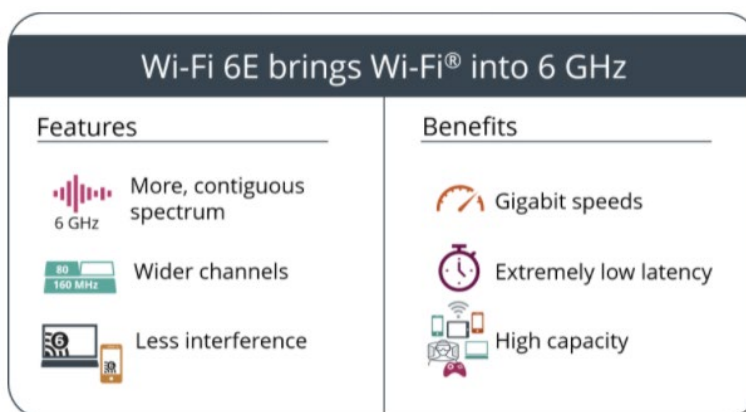 Wi-Fi 6E brings Wi-Fi® into 6 GHz
Features
6 GHz
More, contiguous
spectrum
80
160 MHz
Wider channels
6
6
Less interference
Benefits
Gigabit speeds
Extremely low latency
High capacity